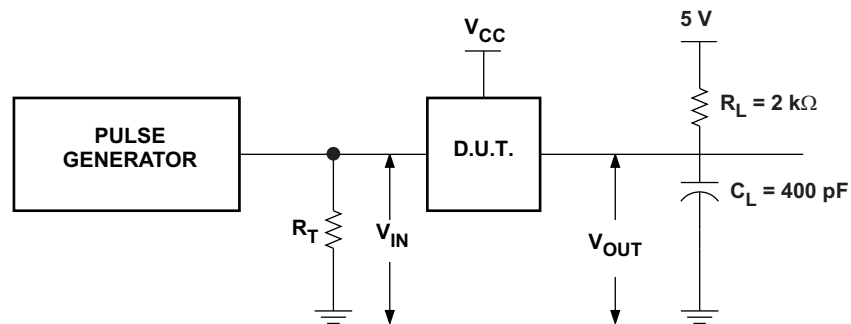 V_CC
5 V
R_L = 2 kΩ
PULSE
GENERATOR
D.U.T.
C_L = 400 pF
R_T
V_IN
V_OUT